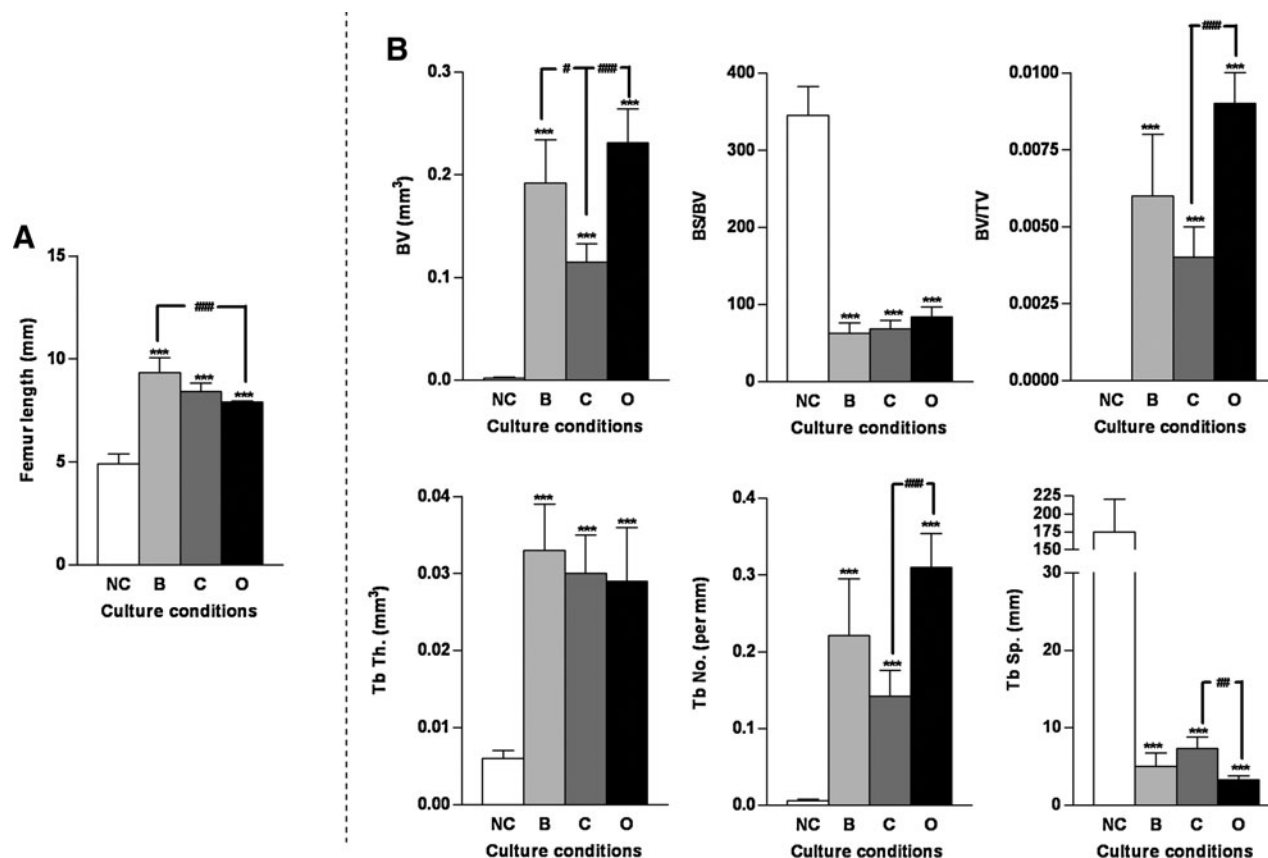 A
Femur length (mm)
15
10
5
0
***
***
***
###
NC B C O
Culture conditions
B
BV (mm³)
0.3
0.2
0.1
0.0
# ###
***
***
***
NC B C O
Culture conditions
BS/BV
400
300
200
100
0
***
***
***
NC B C O
Culture conditions
BV/TV
0.0100
0.0075
0.0050
0.0025
0.0000
###
***
***
***
NC B C O
Culture conditions
Tb Th. (mm³)
0.04
0.03
0.02
0.01
0.00
***
***
***
NC B C O
Culture conditions
Tb No. (per mm)
0.4
0.3
0.2
0.1
0.0
###
***
***
***
NC B C O
Culture conditions
Tb Sp. (mm)
225
200
175
150
30
20
10
0
##
***
***
***
NC B C O
Culture conditions